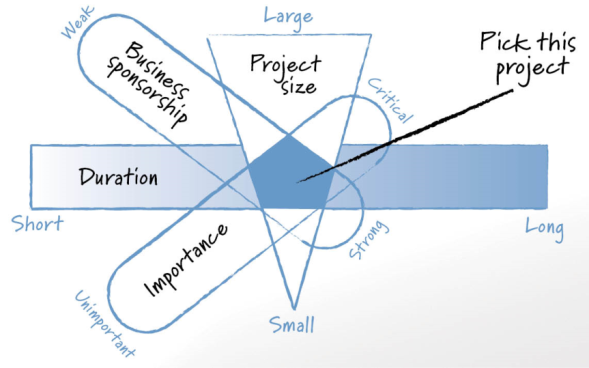 Large
Weak
Business
sponsorship
Project
size
Pick this
project
Critical
Duration
Short
Long
Importance
Strong
Unimportant
Small